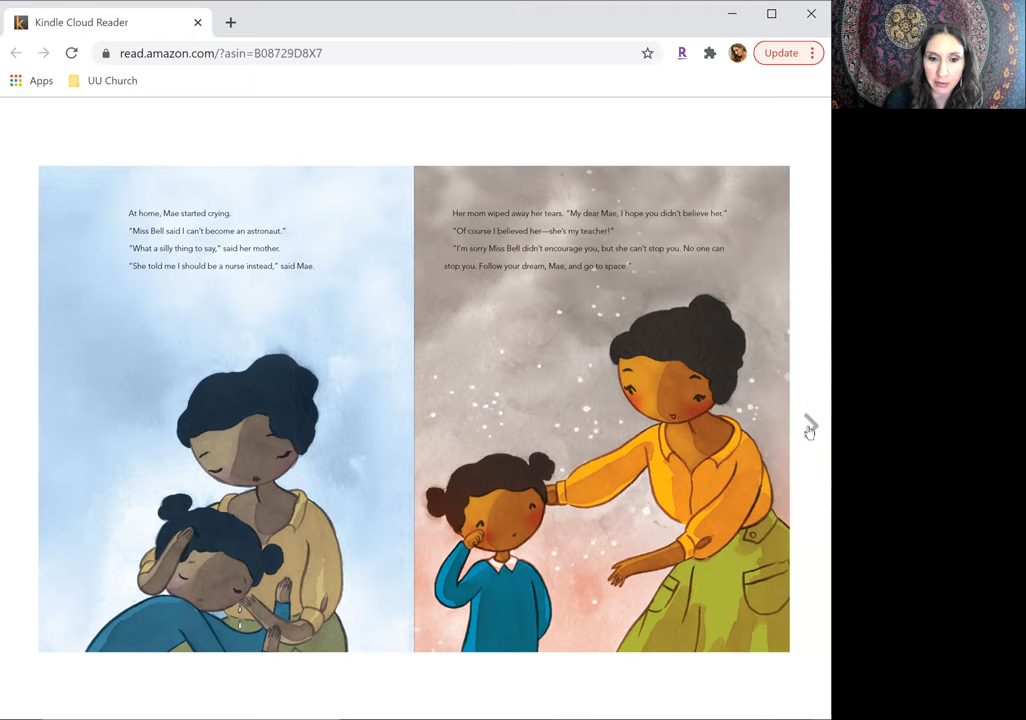 Kindle Cloud Reader
read.amazon.com/?asin=B08729D8X7
R
Update
Apps
UU Church
At home, Mae started crying.
“Miss Bell said I can’t become an astronaut.”
“What a silly thing to say,” said her mother.
“She told me I should be a nurse instead,” said Mae.
Her mom wiped away her tears. “My dear Mae, I hope you didn’t believe her.”
“Of course I believed her—she’s my teacher!”
“I’m sorry Miss Bell didn’t encourage you, but she can’t stop you. No one can
stop you. Follow your dream, Mae, and go to space.”